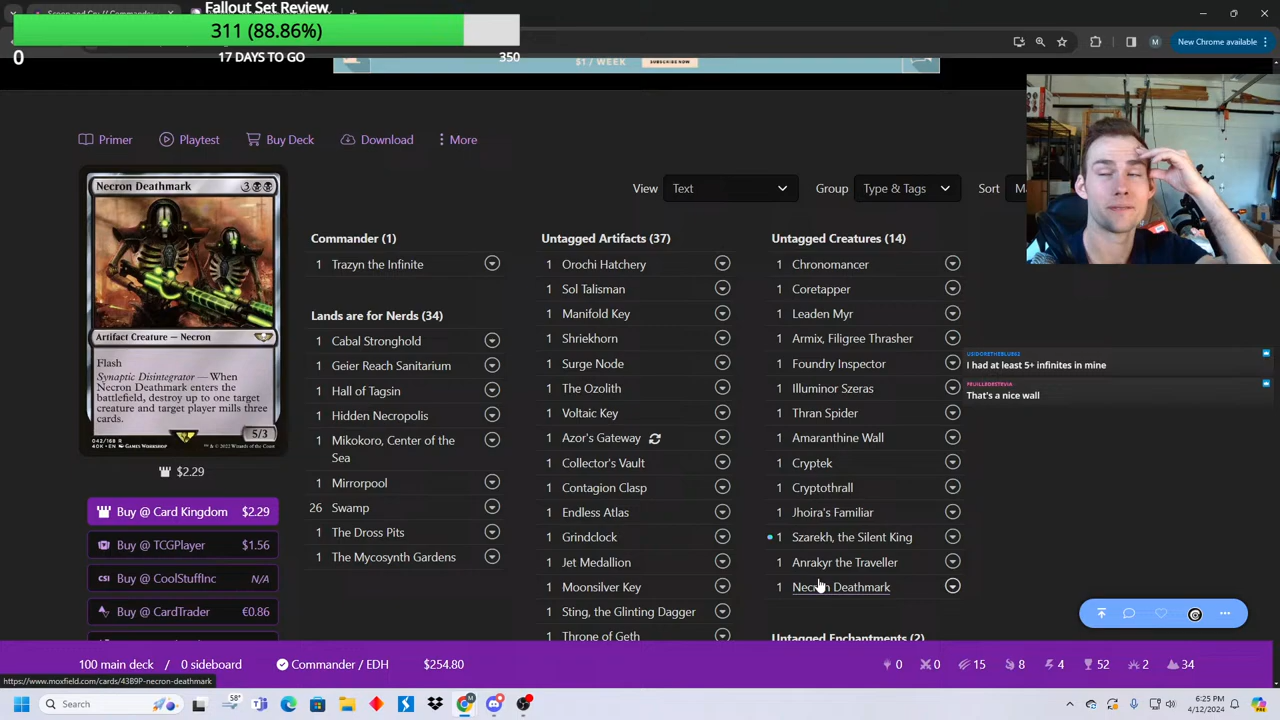 Fallout Set Review
311 (88.86%)
0
17 DAYS TO GO
350
New Chrome available
$1 / WEEK
SUBSCRIBE NOW
Primer
Playtest
Buy Deck
Download
More
View
Text
Group
Type & Tags
Sort
Necron Deathmark
3
Artifact Creature — Necron
Flash
Synaptic Disintegrator — When
Necron Deathmark enters the
battlefield, destroy up to one target
creature and target player mills three
cards.
5/3
$2.29
Buy @ Card Kingdom $2.29
Buy @ TCGPlayer $1.56
CSI Buy @ CoolStuffInc N/A
Buy @ CardTrader €0.86
Commander (1)
1 Trazyn the Infinite
Lands are for Nerds (34)
1 Cabal Stronghold
1 Geier Reach Sanitarium
1 Hall of Tagsin
1 Hidden Necropolis
1 Mikokoro, Center of the
Sea
1 Mirrorpool
26 Swamp
1 The Dross Pits
1 The Mycosynth Gardens
Untagged Artifacts (37)
1 Orochi Hatchery
1 Sol Talisman
1 Manifold Key
1 Shriekhorn
1 Surge Node
1 The Ozolith
1 Voltaic Key
1 Azor's Gateway
1 Collector's Vault
1 Contagion Clasp
1 Endless Atlas
1 Grindclock
1 Jet Medallion
1 Moonsilver Key
1 Sting, the Glinting Dagger
1 Throne of Geth
Untagged Creatures (14)
1 Chronomancer
1 Coretapper
1 Leaden Myr
1 Armix, Filigree Thrasher
1 Foundry Inspector
1 Illuminor Szeras
1 Thran Spider
1 Amaranthine Wall
1 Cryptek
1 Cryptothrall
1 Jhoira's Familiar
1 Szarekh, the Silent King
1 Anrakyr the Traveller
1 Necron Deathmark
Untagged Enchantments (2)
I had at least 5+ infinites in mine
That's a nice wall
100 main deck / 0 sideboard
Commander / EDH
$254.80
0 0 15 8 4 52 2 34
https://www.moxfield.com/cards/4389P-necron-deathmark
Search
58°
6:25 PM
4/12/2024